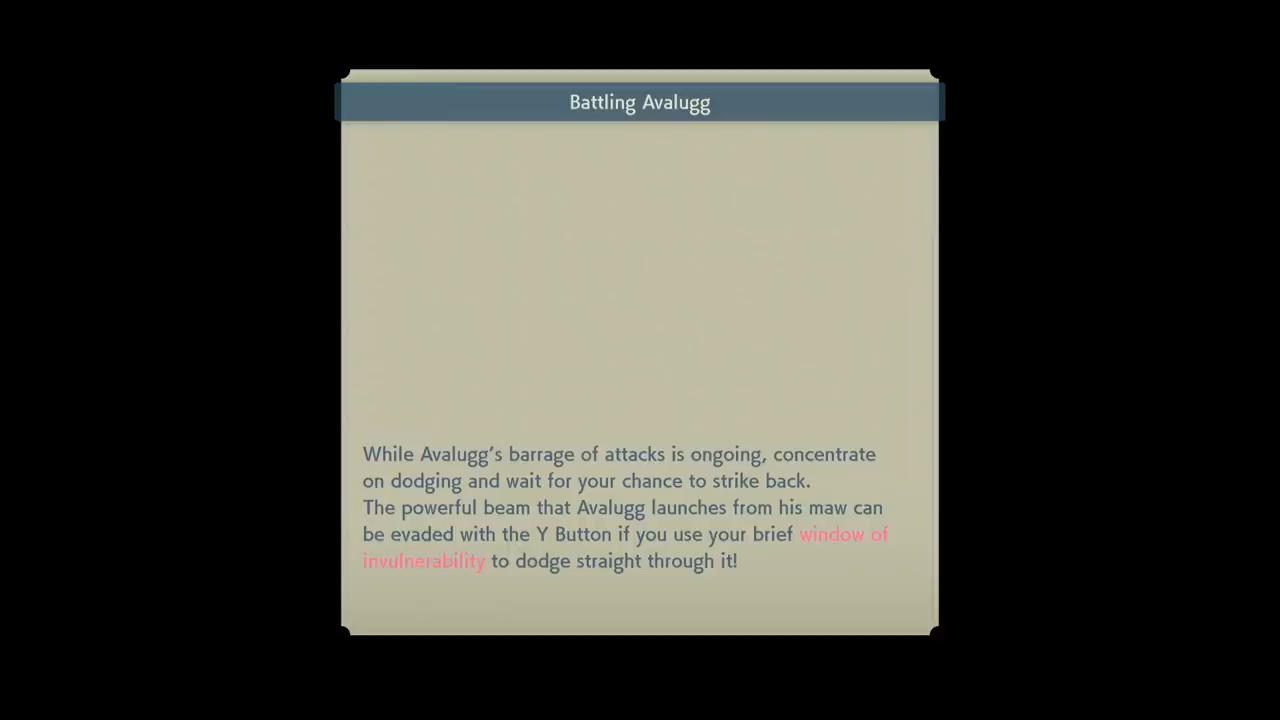 Battling Avalugg
While Avalugg's barrage of attacks is ongoing, concentrate
on dodging and wait for your chance to strike back.
The powerful beam that Avalugg launches from his maw can
be evaded with the Y Button if you use your brief window of
invulnerability to dodge straight through it!